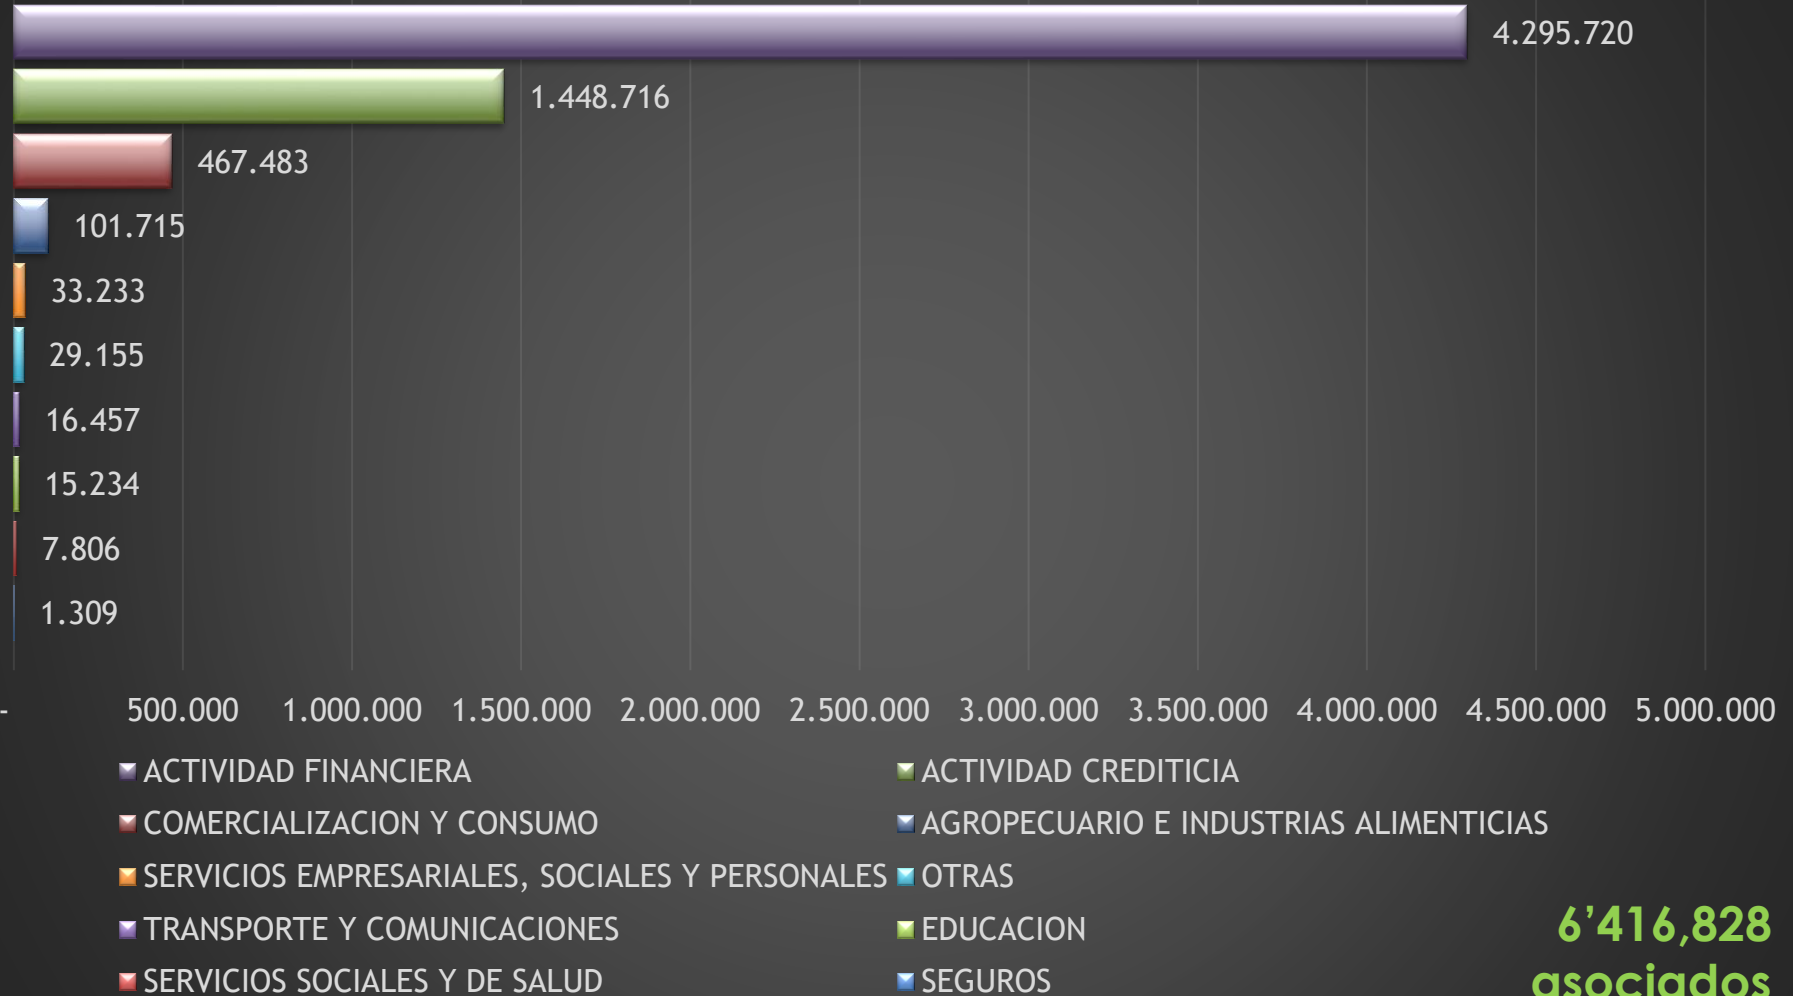 4.295.720
1.448.716
467.483
101.715
33.233
29.155
16.457
15.234
7.806
1.309
- 500.000 1.000.000 1.500.000 2.000.000 2.500.000 3.000.000 3.500.000 4.000.000 4.500.000 5.000.000
ACTIVIDAD FINANCIERA ACTIVIDAD CREDITICIA
COMERCIALIZACION Y CONSUMO AGROPECUARIO E INDUSTRIAS ALIMENTICIAS
SERVICIOS EMPRESARIALES, SOCIALES Y PERSONALES OTRAS
TRANSPORTE Y COMUNICACIONES EDUCACION
SERVICIOS SOCIALES Y DE SALUD SEGUROS
6’416,828
asociados